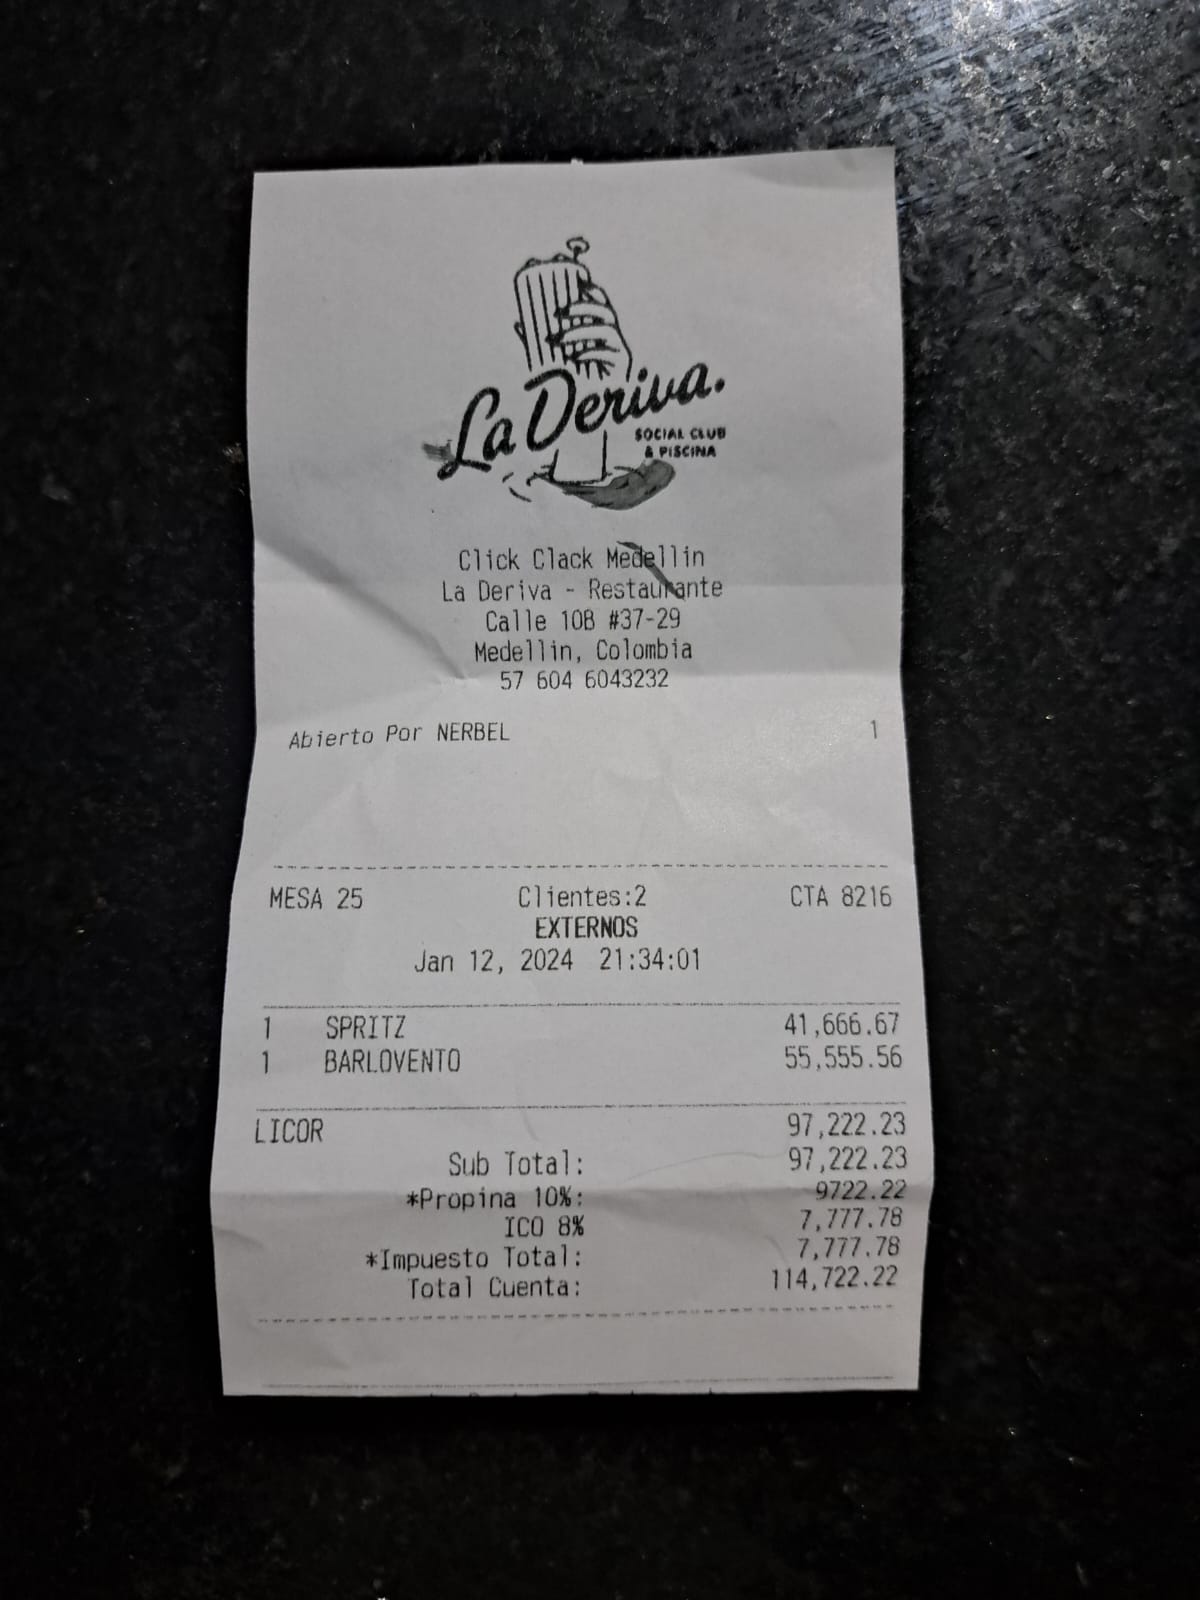 La Deriva.
SOCIAL CLUB
& PISCINA
Click Clack Medellin
La Deriva - Restaurante
Calle 10B #37-29
Medellin, Colombia
57 604 6043232
Abierto Por NERBEL 1
MESA 25 Clientes:2 CTA 8216
EXTERNOS
Jan 12, 2024 21:34:01
1 SPRITZ 41,666.67
1 BARLOVENTO 55,555.56
LICOR 97,222.23
Sub Total: 97,222.23
*Propina 10%: 9722.22
ICO 8% 7,777.78
*Impuesto Total: 7,777.78
Total Cuenta: 114,722.22